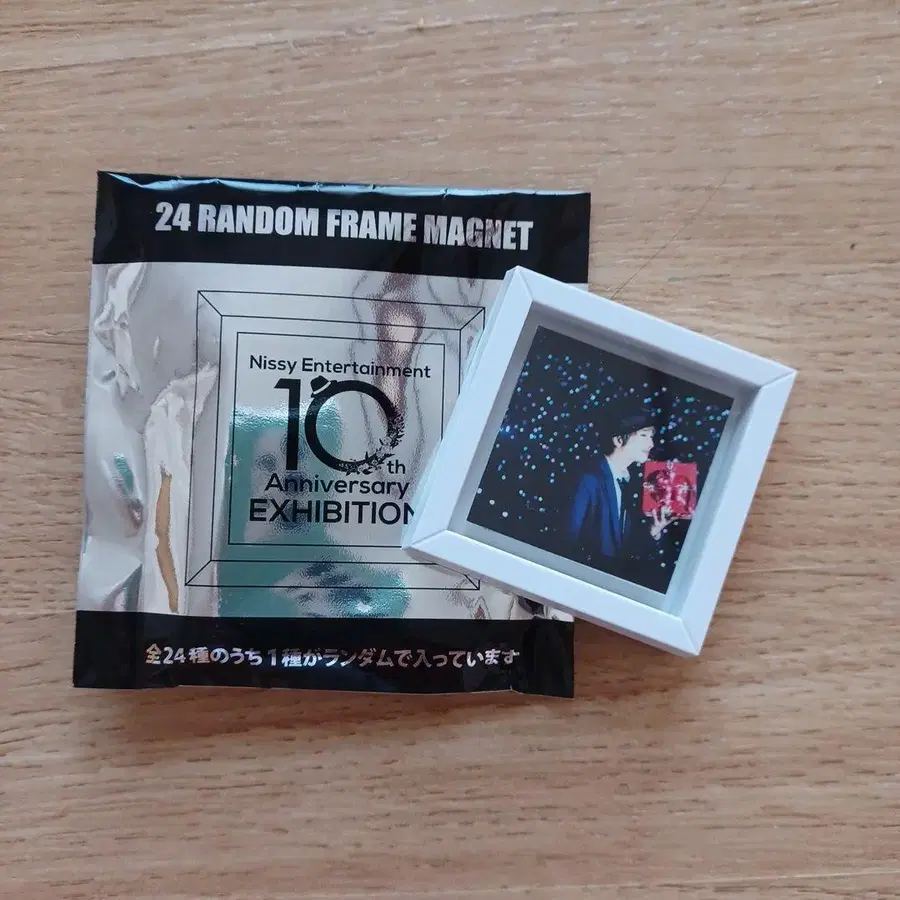 24 RANDOM FRAME MAGNET
Nissy Entertainment
10th
Anniversary
EXHIBITION
全24種のうち1種がランダムで入っています